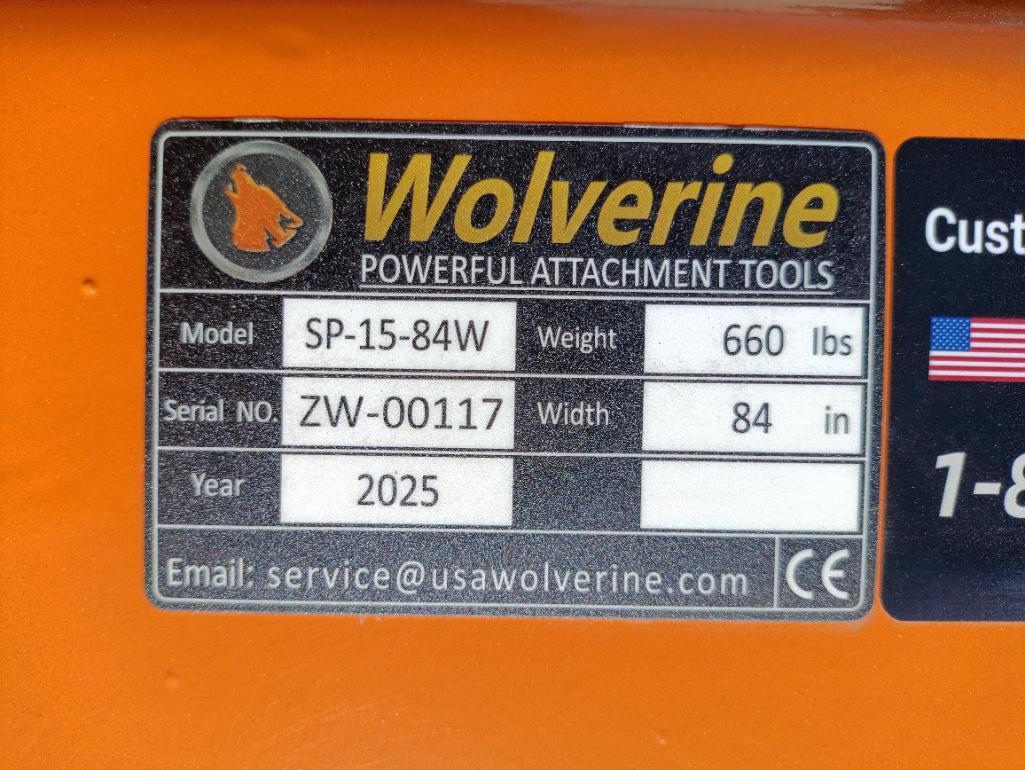 Wolverine
POWERFUL ATTACHMENT TOOLS
Model SP-15-84W Weight 660 lbs
Serial NO. ZW-00117 Width 84 in
Year 2025
Email: service@usawolverine.com CE
Cust
1-8